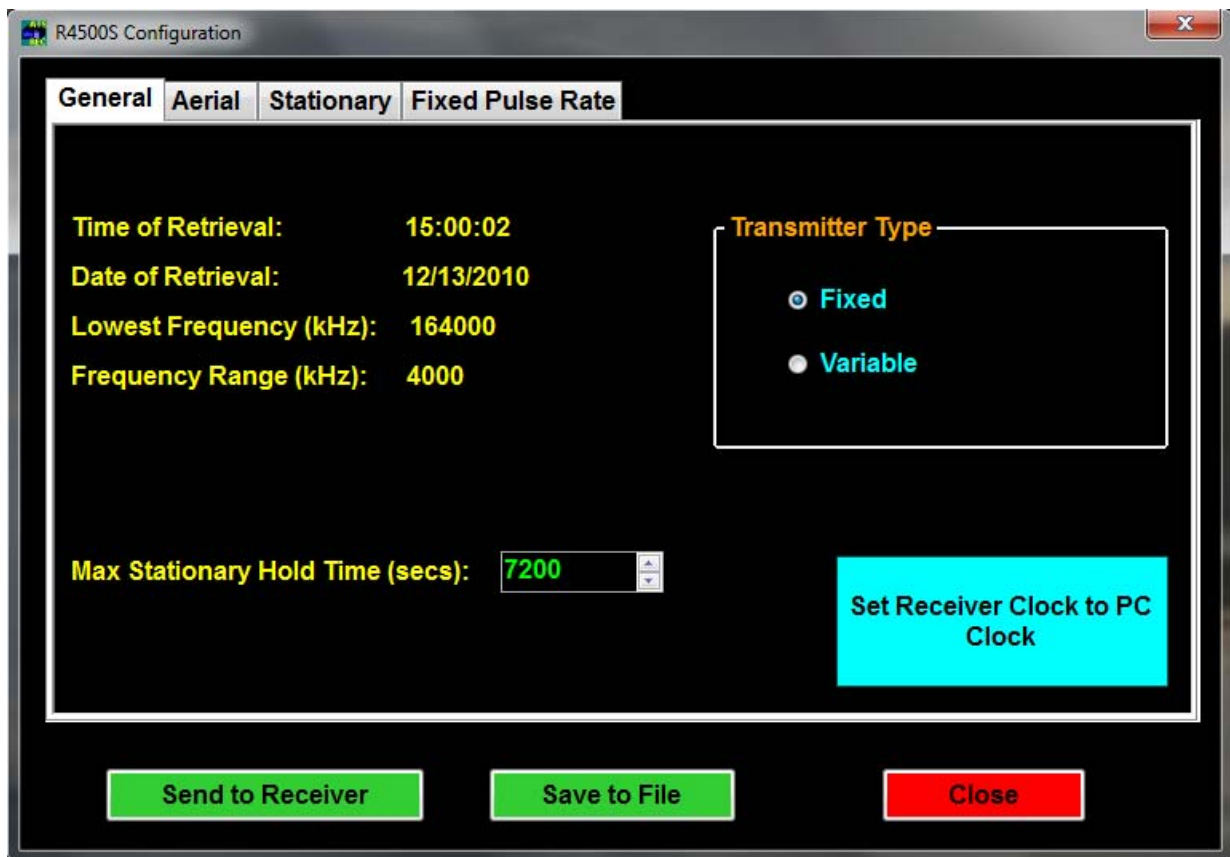 R4500S Configuration
X
General Aerial Stationary Fixed Pulse Rate
Time of Retrieval: 15:00:02
Date of Retrieval: 12/13/2010
Lowest Frequency (kHz): 164000
Frequency Range (kHz): 4000
Transmitter Type
Fixed
Variable
Max Stationary Hold Time (secs): 7200
Set Receiver Clock to PC
Clock
Send to Receiver Save to File Close